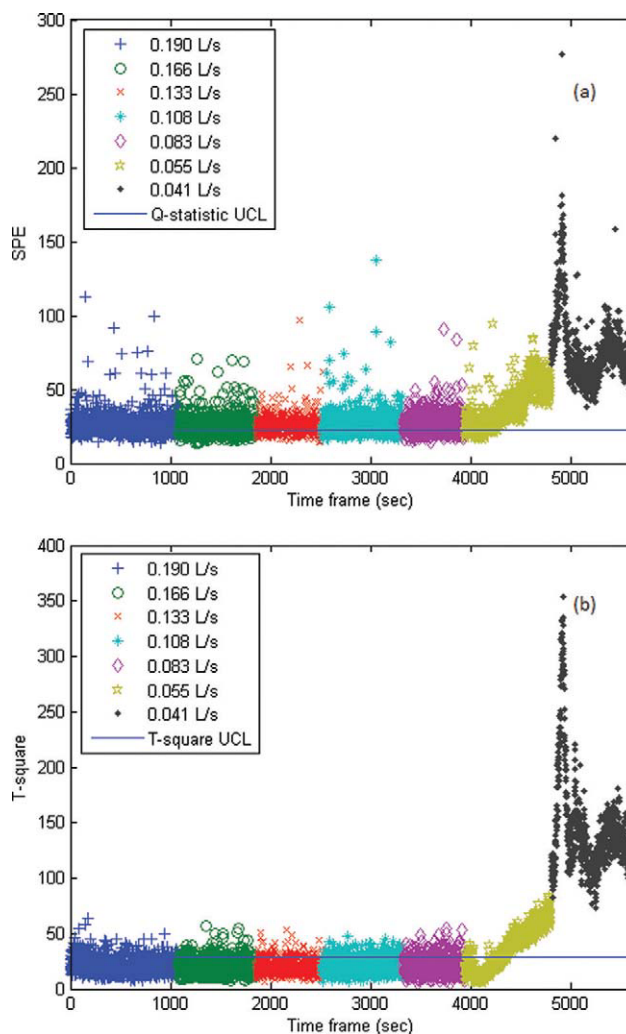 300
250
200
150
100
50
0
SPE
0.190 L/s
0.166 L/s
0.133 L/s
0.108 L/s
0.083 L/s
0.055 L/s
0.041 L/s
Q-statistic UCL
(a)
0 1000 2000 3000 4000 5000
Time frame (sec)
400
350
300
250
200
150
100
50
0
T-square
0.190 L/s
0.166 L/s
0.133 L/s
0.108 L/s
0.083 L/s
0.055 L/s
0.041 L/s
T-square UCL
(b)
0 1000 2000 3000 4000 5000
Time frame (sec)